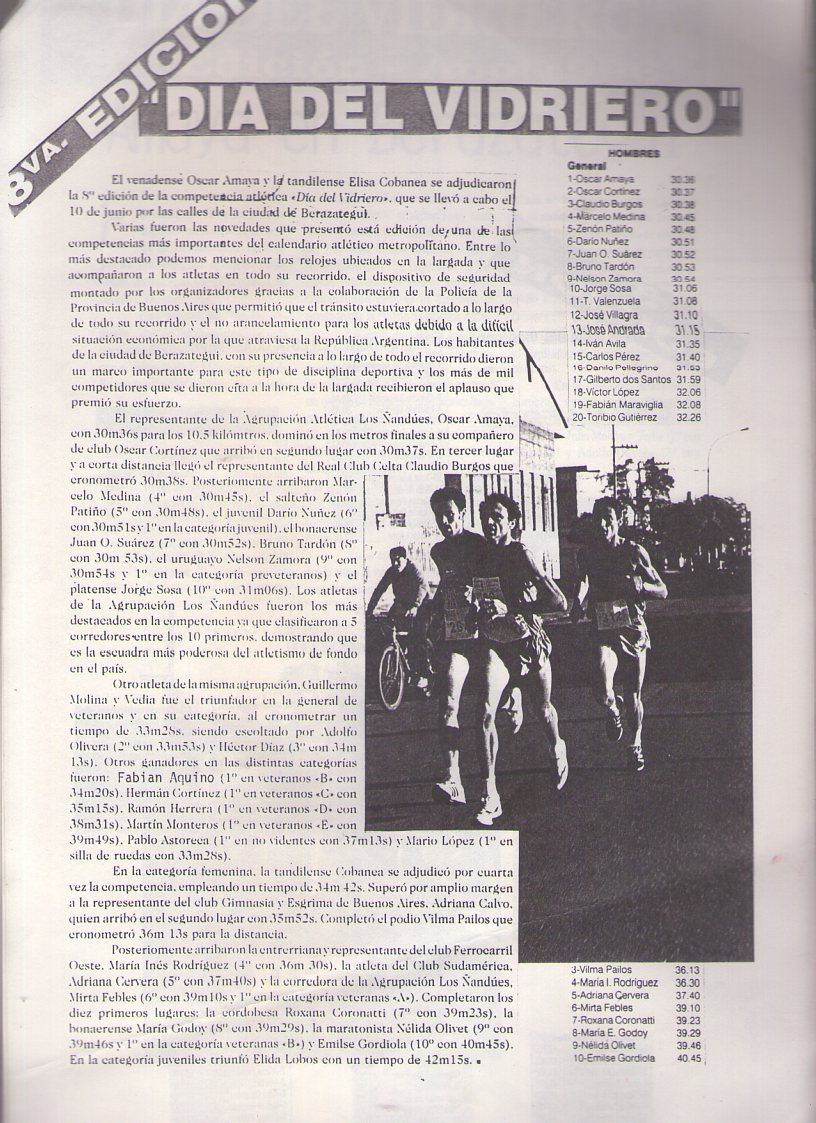 8VA. EDICION
"DIA DEL VIDRIERO"
El venadense Oscar Amaya y la tandilense Elisa Cobanea se adjudicaron
la 8º edición de la competencia atlética «Día del Vidriero», que se llevó a cabo el
10 de junio por las calles de la ciudad de Berazategui.
Varias fueron las novedades que presentó está edición de una de las
competencias más importantes del calendario atlético metropolitano. Entre lo
más destacado podemos mencionar los relojes ubicados en la largada y que
acompañaron a los atletas en todo su recorrido, el dispositivo de seguridad
montado por los organizadores gracias a la colaboración de la Policía de la
Provincia de Buenos Aires que permitió que el tránsito estuviera cortado a lo largo
de todo su recorrido y el no arancelamiento para los atletas debido a la difícil
situación económica por la que atraviesa la República Argentina. Los habitantes
de la ciudad de Berazategui, con su presencia a lo largo de todo el recorrido dieron
un marco importante para este tipo de disciplina deportiva y los más de mil
competidores que se dieron cita a la hora de la largada recibieron el aplauso que
premió su esfuerzo.
El representante de la Agrupación Atlética Los Ñandúes, Oscar Amaya,
con 30m36s para los 10,5 kilómtros, dominó en los metros finales a su compañero
de club Oscar Cortínez que arribó en segundo lugar con 30m37s. En tercer lugar
y a corta distancia llegó el representante del Real Club Celta Claudio Burgos que
cronometró 30m38s. Posteriormente arribaron Mar-
celo Medina (4º con 30m45s), el salteño Zenón
Patiño (5º con 30m48s), el juvenil Darío Nuñez (6º
con 30m51s y 1º en la categoría juvenil), el bonaerense
Juan O. Suárez (7º con 30m52s), Bruno Tardón (8º
con 30m 53s), el uruguayo Nelson Zamora (9º con
30m54s y 1º en la categoría preveteranos) y el
platense Jorge Sosa (10º con 31m06s). Los atletas
de la Agrupación Los Ñandúes fueron los más
destacados en la competencia ya que clasificaron a 5
corredores entre los 10 primeros, demostrando que
es la escuadra más poderosa del atletismo de fondo
en el país.
Otro atleta de la misma agrupación, Guillermo
Molina y Vedia fue el triunfador en la general de
veteranos y en su categoría, al cronometrar un
tiempo de 33m28s, siendo escoltado por Adolfo
Olivera (2º con 33m53s) y Héctor Díaz (3º con 34m
13s). Otros ganadores en las distintas categorías
fueron: Fabian Aquino (1º en veteranos «B» con
34m20s), Hermán Cortínez (1º en veteranos «C» con
35m15s), Ramón Herrera (1º en veteranos «D» con
38m31s), Martín Monteros (1º en veteranos «E» con
39m49s), Pablo Astoreca (1º en no videntes con 37m13s) y Mario López (1º en
silla de ruedas con 33m28s).
En la categoría femenina, la tandilense Cobanea se adjudicó por cuarta
vez la competencia, empleando un tiempo de 34m 42s. Superó por amplio margen
a la representante del club Gimnasia y Esgrima de Buenos Aires, Adriana Calvo,
quien arribó en el segundo lugar con 35m52s. Completó el podio Vilma Pailos que
cronometró 36m 13s para la distancia.
Posteriormente arribaron la entrerriana y representante del club Ferrocarril
Oeste, María Inés Rodríguez (4º con 36m 30s), la atleta del Club Sudamérica,
Adriana Cervera (5º con 37m40s) y la corredora de la Agrupación Los Ñandúes,
Mirta Febles (6º con 39m10s y 1º en la categoría veteranas «A»). Completaron los
diez primeros lugares; la cordobesa Roxana Coronatti (7º con 39m23s), la
bonaerense María Godoy (8º con 39m29s), la maratonista Nélida Olivet (9º con
39m46s y 1º en la categoría veteranas «B») y Emilse Gordiola (10º con 40m45s).
En la categoría juveniles triunfó Elida Lobos con un tiempo de 42m15s.
HOMBRES
General
1-Oscar Amaya 30.36
2-Oscar Cortinez 30.37
3-Claudio Burgos 30.38
4-Marcelo Medina 30.45
5-Zenón Patiño 30.48
6-Darío Nuñez 30.51
7-Juan O. Suárez 30.52
8-Bruno Tardón 30.53
9-Nelson Zamora 30.54
10-Jorge Sosa 31.06
11-T. Valenzuela 31.08
12-José Villagra 31.10
13-José Andrada 31.15
14-Iván Avila 31.35
15-Carlos Pérez 31.40
16-Danilo Pellegrino 31.53
17-Gilberto dos Santos 31.59
18-Víctor López 32.06
19-Fabián Maraviglia 32.08
20-Toribio Gutiérrez 32.26
3-Vilma Pailos 36.13
4-María I. Rodríguez 36.30
5-Adriana Cervera 37.40
6-Mirta Febles 39.10
7-Roxana Coronatti 39.23
8-María E. Godoy 39.29
9-Nélida Olivet 39.46
10-Emilse Gordiola 40.45